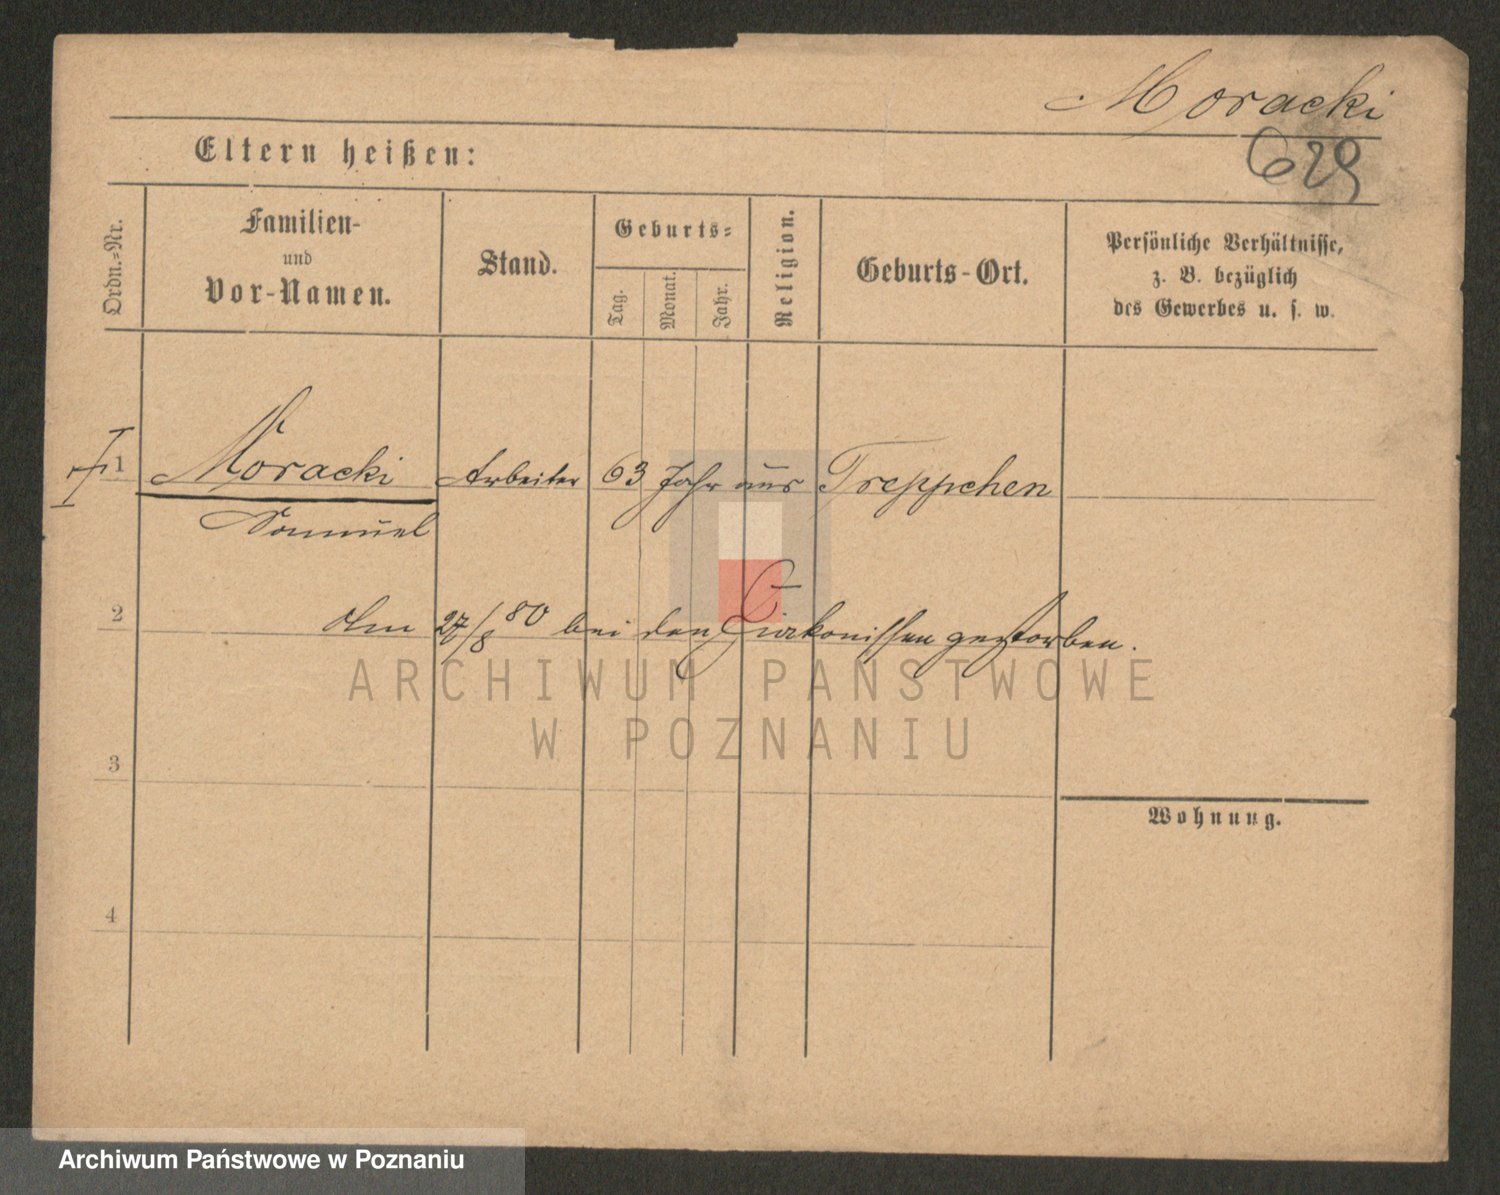 Moracki
629
Eltern heißen:
Ordn.-Nr.
Familien-
und
Vor-Namen.
Stand.
Geburts-
Tag.
Monat.
Jahr.
Religion.
Geburts-Ort.
Persönliche Verhältnisse,
z. B. bezüglich
des Gewerbes u. s. w.
1 Moracki Arbeiter 63 Jahr aus Treppchen
Samuel
2 Am 27/8 80 bei den Diakonissen gestorben.
ARCHIWUM PAŃSTWOWE
W POZNANIU
3
Wohnung.
4
Archiwum Państwowe w Poznaniu